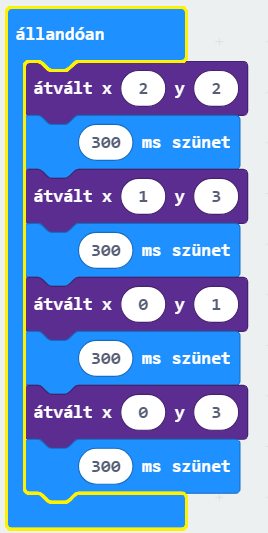 állandóan
átvált x 2 y 2
300 ms szünet
átvált x 1 y 3
300 ms szünet
átvált x 0 y 1
300 ms szünet
átvált x 0 y 3
300 ms szünet